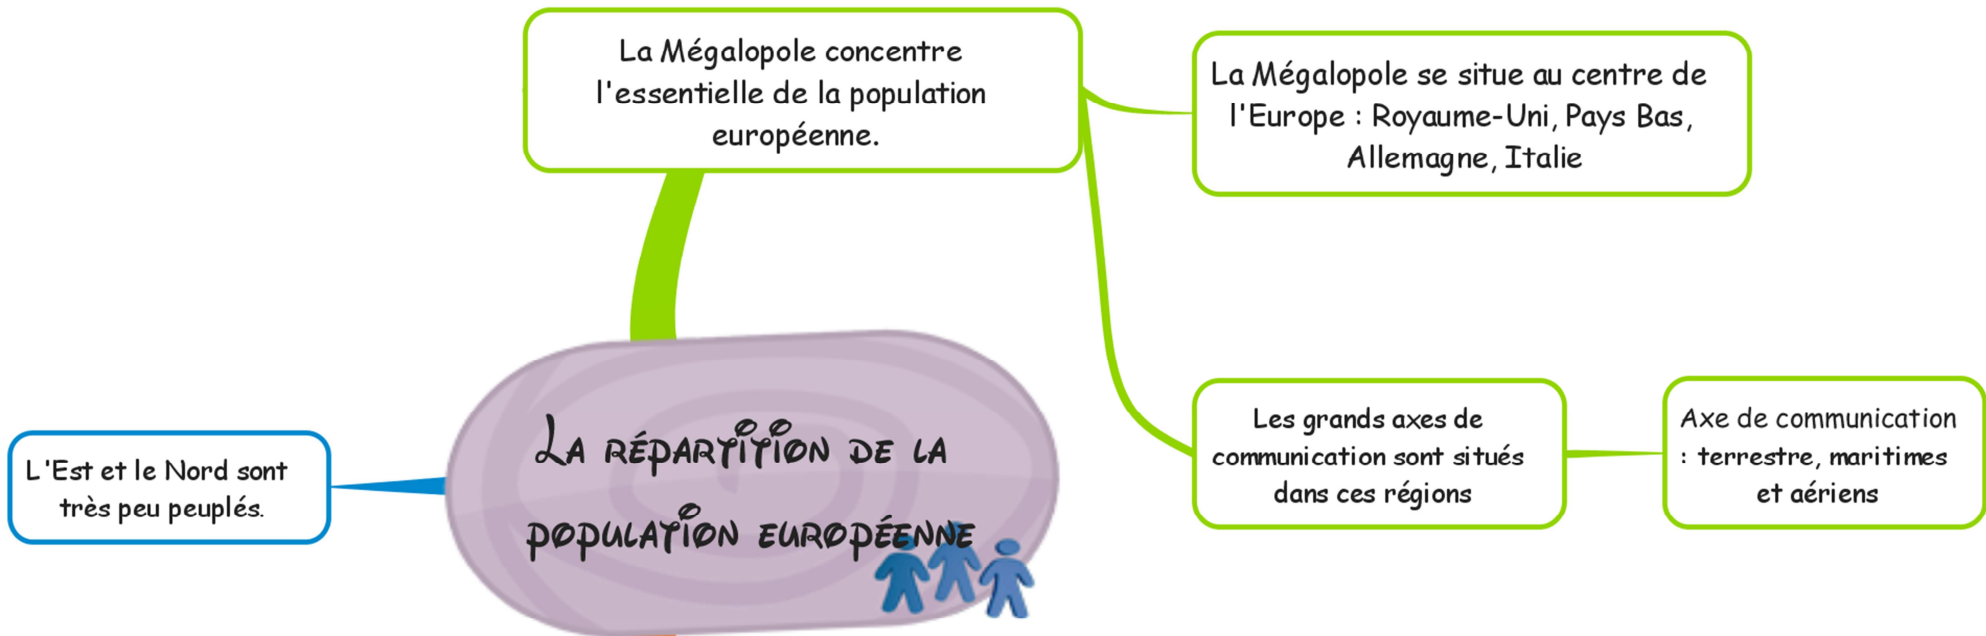 La Mégalopole concentre
l'essentielle de la population
européenne.
La Mégalopole se situe au centre de
l'Europe : Royaume-Uni, Pays Bas,
Allemagne, Italie
Les grands axes de
communication sont situés
dans ces régions
Axe de communication
: terrestre, maritimes
et aériens
L'Est et le Nord sont
très peu peuplés.
La répartition de la
population européenne